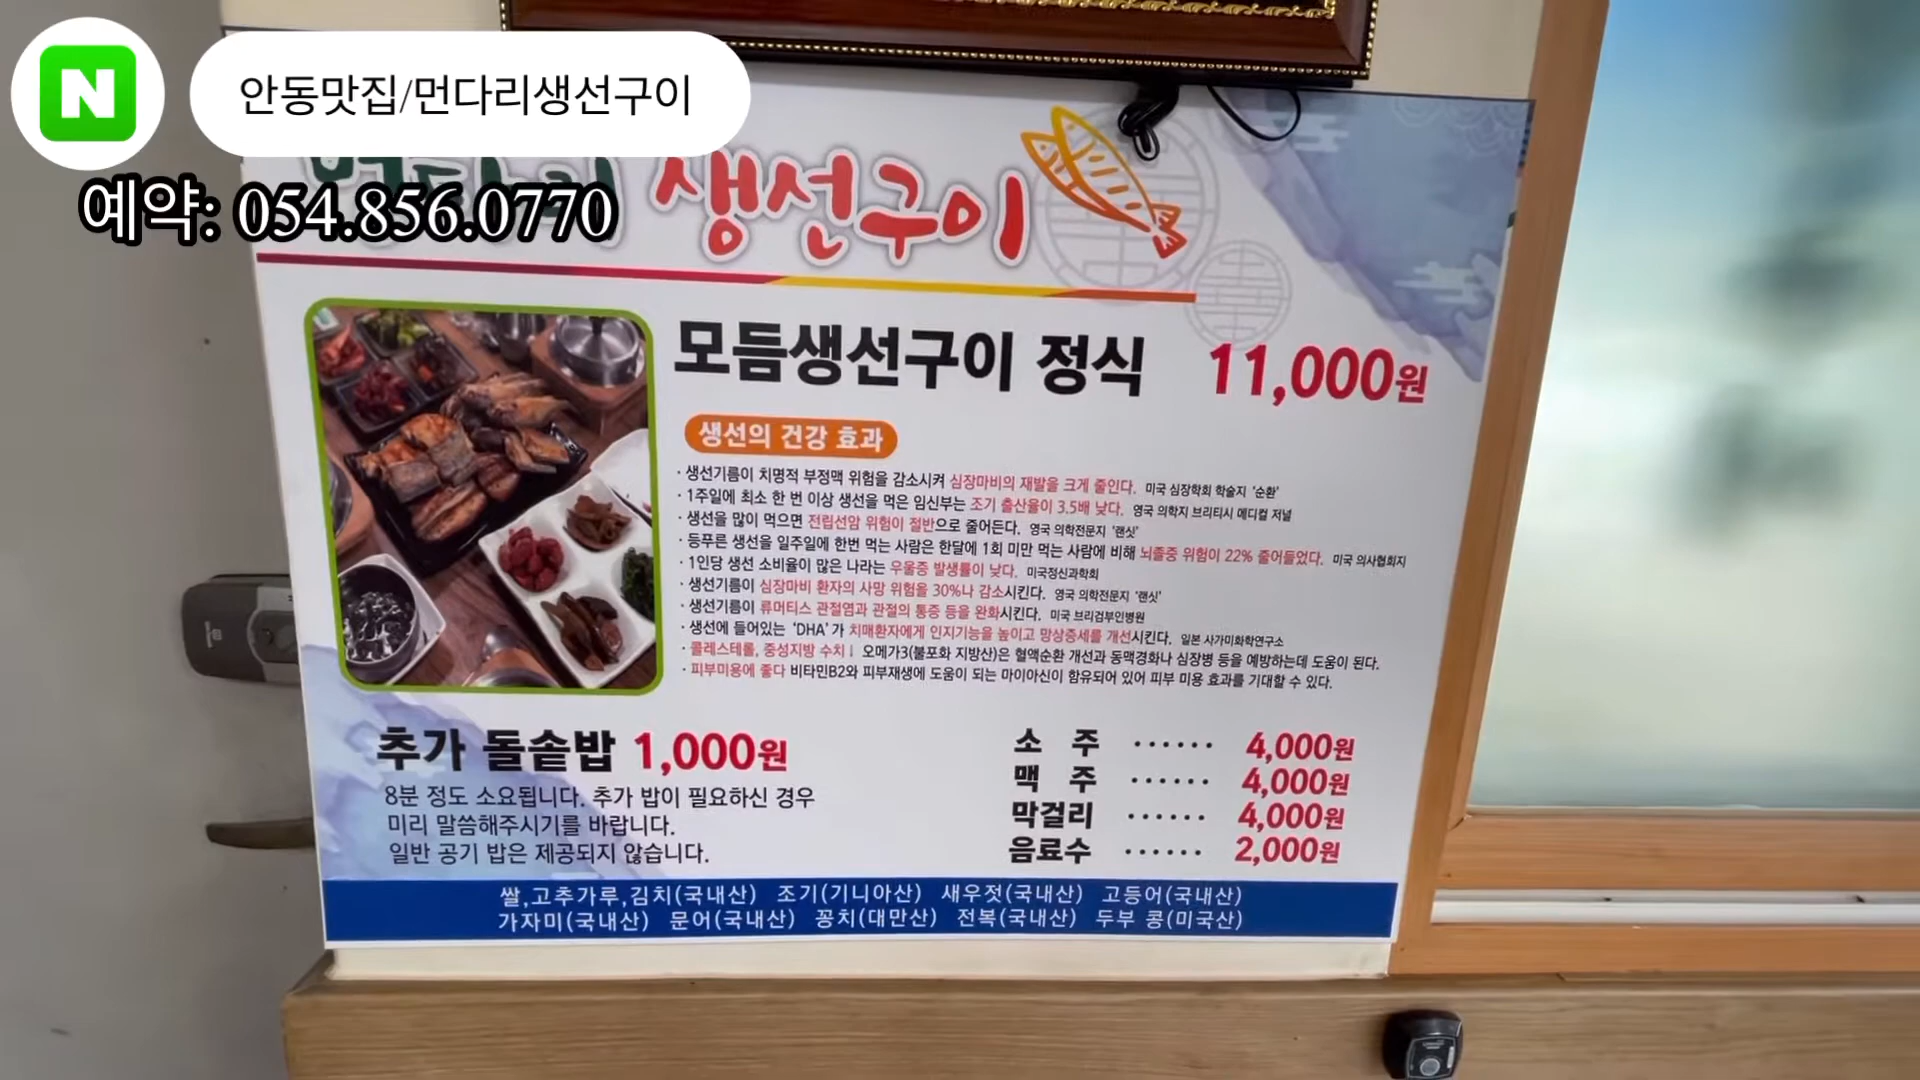 N
안동맛집/먼다리생선구이
예약: 054.856.0770
생선구이
모듬생선구이 정식 11,000원
생선의 건강 효과
· 생선기름이 치명적 부정맥 위험을 감소시켜 심장마비의 재발을 크게 줄인다. 미국 심장학회 학술지 '순환'
· 1주일에 최소 한 번 이상 생선을 먹은 임신부는 조기 출산율이 3.5배 낮다. 영국 의학지 브리티시 메디컬 저널
· 생선을 많이 먹으면 전립선암 위험이 절반으로 줄어든다. 영국 의학전문지 '랜싯'
· 등푸른 생선을 일주일에 한번 먹는 사람은 한달에 1회 미만 먹는 사람에 비해 뇌졸중 위험이 22% 줄어들었다. 미국 의사협회지
· 1인당 생선 소비율이 많은 나라는 우울증 발생률이 낮다. 미국정신과학회
· 생선기름이 심장마비 환자의 사망 위험을 30%나 감소시킨다. 영국 의학전문지 '랜싯'
· 생선기름이 류머티스 관절염과 관절의 통증 등을 완화시킨다. 미국 브리검부인병원
· 생선에 들어있는 'DHA'가 치매환자에게 인지기능을 높이고 망상증세를 개선시킨다. 일본 사가미화학연구소
· 콜레스테롤, 중성지방 수치↓ 오메가3(불포화 지방산)은 혈액순환 개선과 동맥경화나 심장병 등을 예방하는데 도움이 된다.
· 피부미용에 좋다 비타민B2와 피부재생에 도움이 되는 마이아신이 함유되어 있어 피부 미용 효과를 기대할 수 있다.
추가 돌솥밥 1,000원
8분 정도 소요됩니다. 추가 밥이 필요하신 경우
미리 말씀해주시기를 바랍니다.
일반 공기 밥은 제공되지 않습니다.
소 주 ······ 4,000원
맥 주 ······ 4,000원
막걸리 ······ 4,000원
음료수 ······ 2,000원
쌀,고추가루,김치(국내산) 조기(기니아산) 새우젓(국내산) 고등어(국내산)
가자미(국내산) 문어(국내산) 꽁치(대만산) 전복(국내산) 두부 콩(미국산)